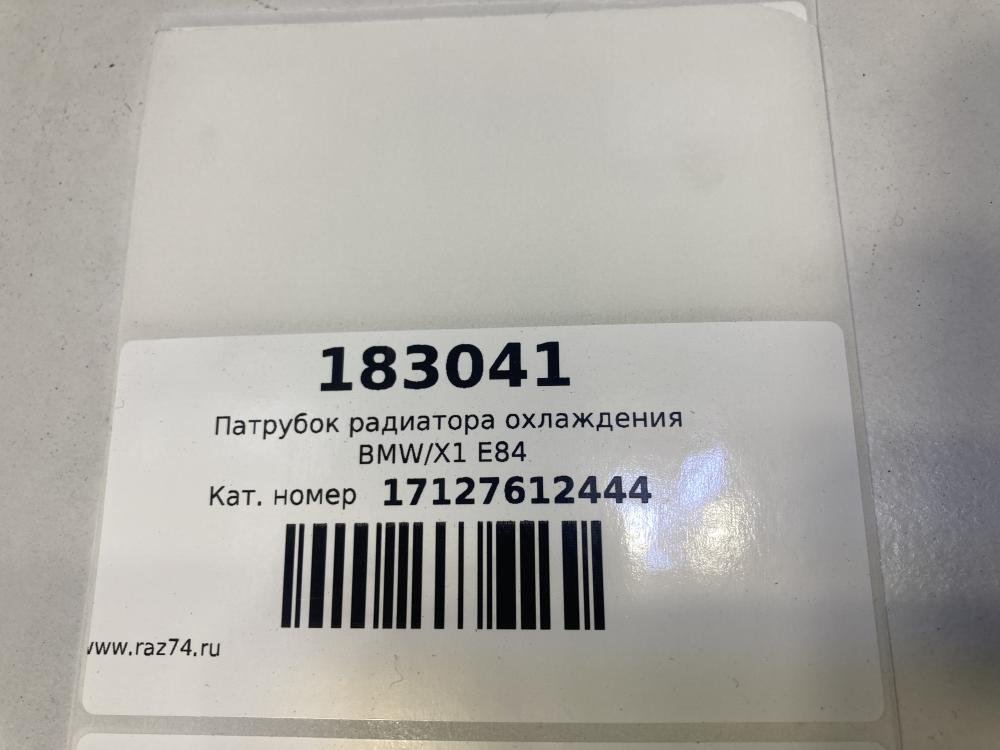 183041
Патрубок радиатора охлаждения
BMW/X1 E84
Кат. номер 17127612444
www.raz74.ru